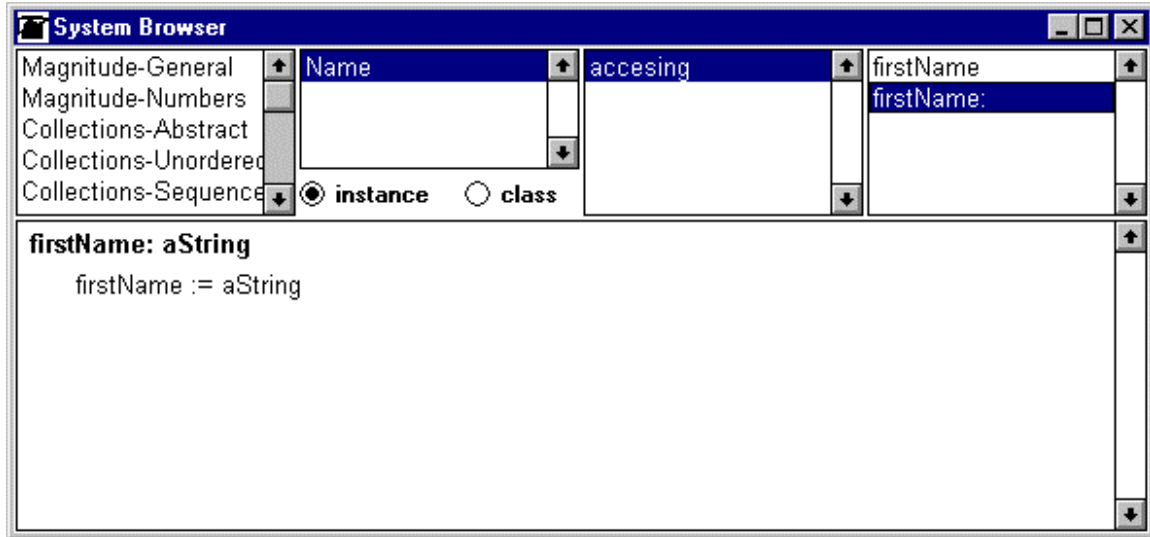 System Browser
Magnitude-General
Magnitude-Numbers
Collections-Abstract
Collections-Unordered
Collections-Sequence
Name
instance
class
accesing
firstName
firstName:
firstName: aString
firstName := aString